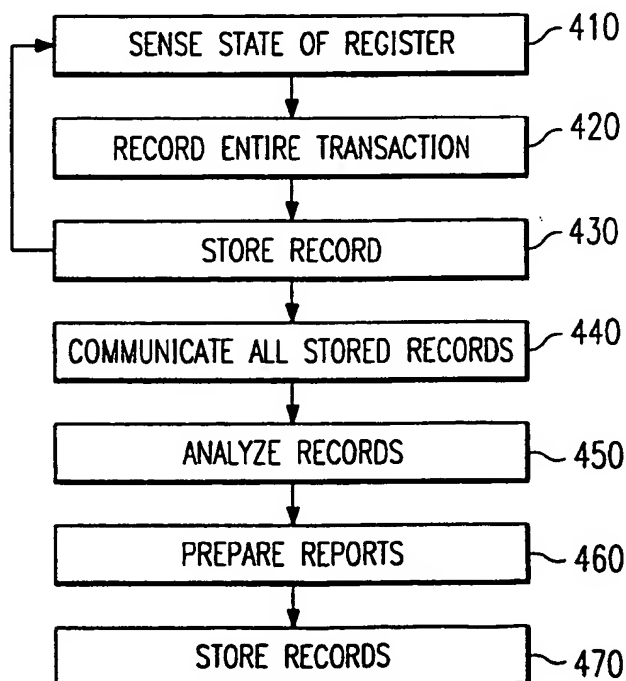 SENSE STATE OF REGISTER 410
RECORD ENTIRE TRANSACTION 420
STORE RECORD 430
COMMUNICATE ALL STORED RECORDS 440
ANALYZE RECORDS 450
PREPARE REPORTS 460
STORE RECORDS 470